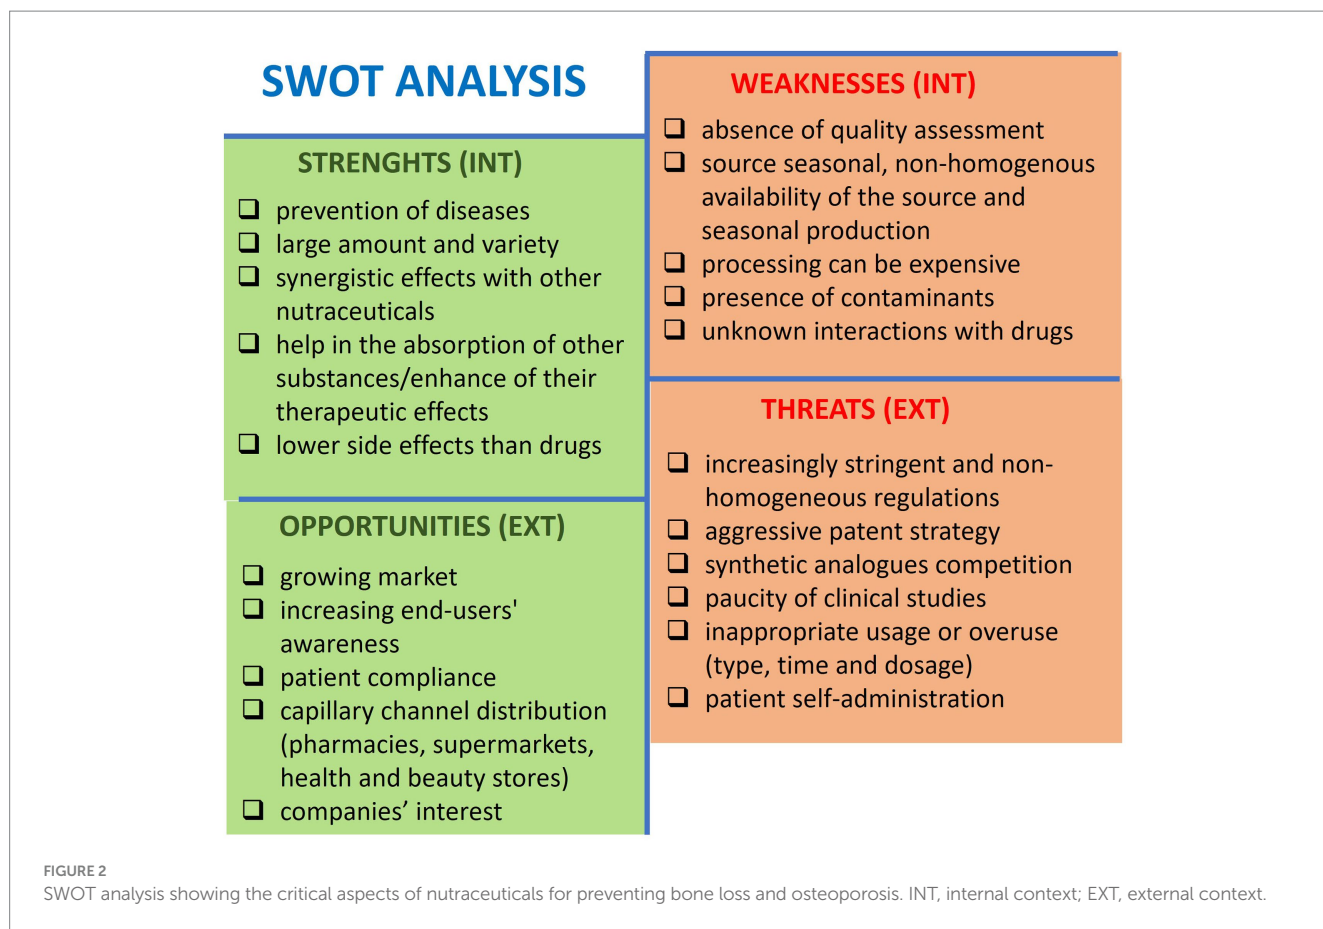 SWOT ANALYSIS
STRENGHTS (INT)
❑ prevention of diseases
❑ large amount and variety
❑ synergistic effects with other
nutraceuticals
❑ help in the absorption of other
substances/enhance of their
therapeutic effects
❑ lower side effects than drugs
WEAKNESSES (INT)
❑ absence of quality assessment
❑ source seasonal, non-homogenous
availability of the source and
seasonal production
❑ processing can be expensive
❑ presence of contaminants
❑ unknown interactions with drugs
OPPORTUNITIES (EXT)
❑ growing market
❑ increasing end-users'
awareness
❑ patient compliance
❑ capillary channel distribution
(pharmacies, supermarkets,
health and beauty stores)
❑ companies’ interest
THREATS (EXT)
❑ increasingly stringent and non-
homogeneous regulations
❑ aggressive patent strategy
❑ synthetic analogues competition
❑ paucity of clinical studies
❑ inappropriate usage or overuse
(type, time and dosage)
❑ patient self-administration
FIGURE 2
SWOT analysis showing the critical aspects of nutraceuticals for preventing bone loss and osteoporosis. INT, internal context; EXT, external context.